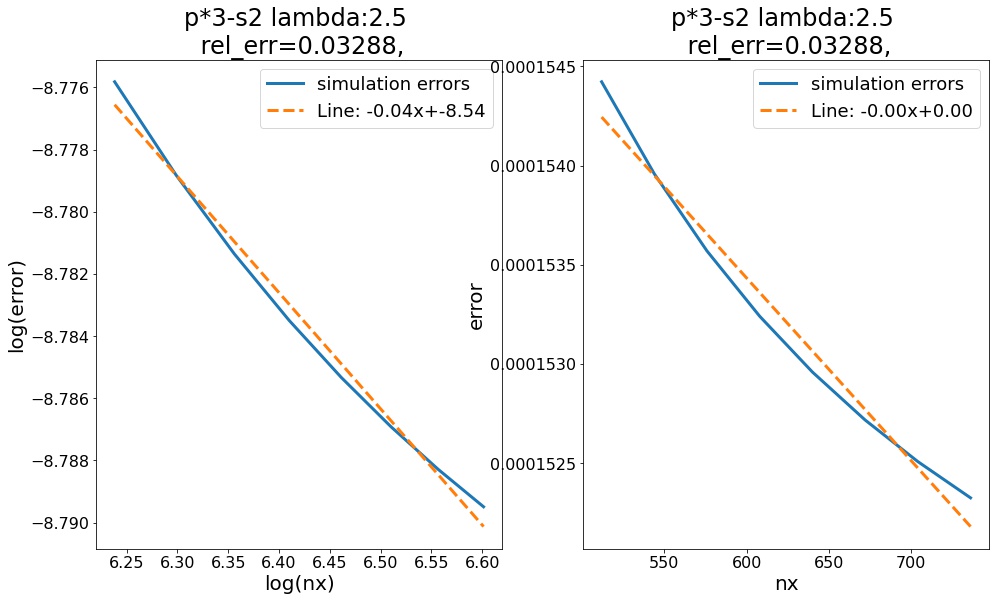 p*3-s2 lambda:2.5
rel_err=0.03288,
simulation errors
Line: -0.04x+-8.54
log(error)
−8.776
−8.778
−8.780
−8.782
−8.784
−8.786
−8.788
−8.790
6.25 6.30 6.35 6.40 6.45 6.50 6.55 6.60
log(nx)
p*3-s2 lambda:2.5
rel_err=0.03288,
simulation errors
Line: -0.00x+0.00
error
0.0001545
0.0001540
0.0001535
0.0001530
0.0001525
550 600 650 700
nx